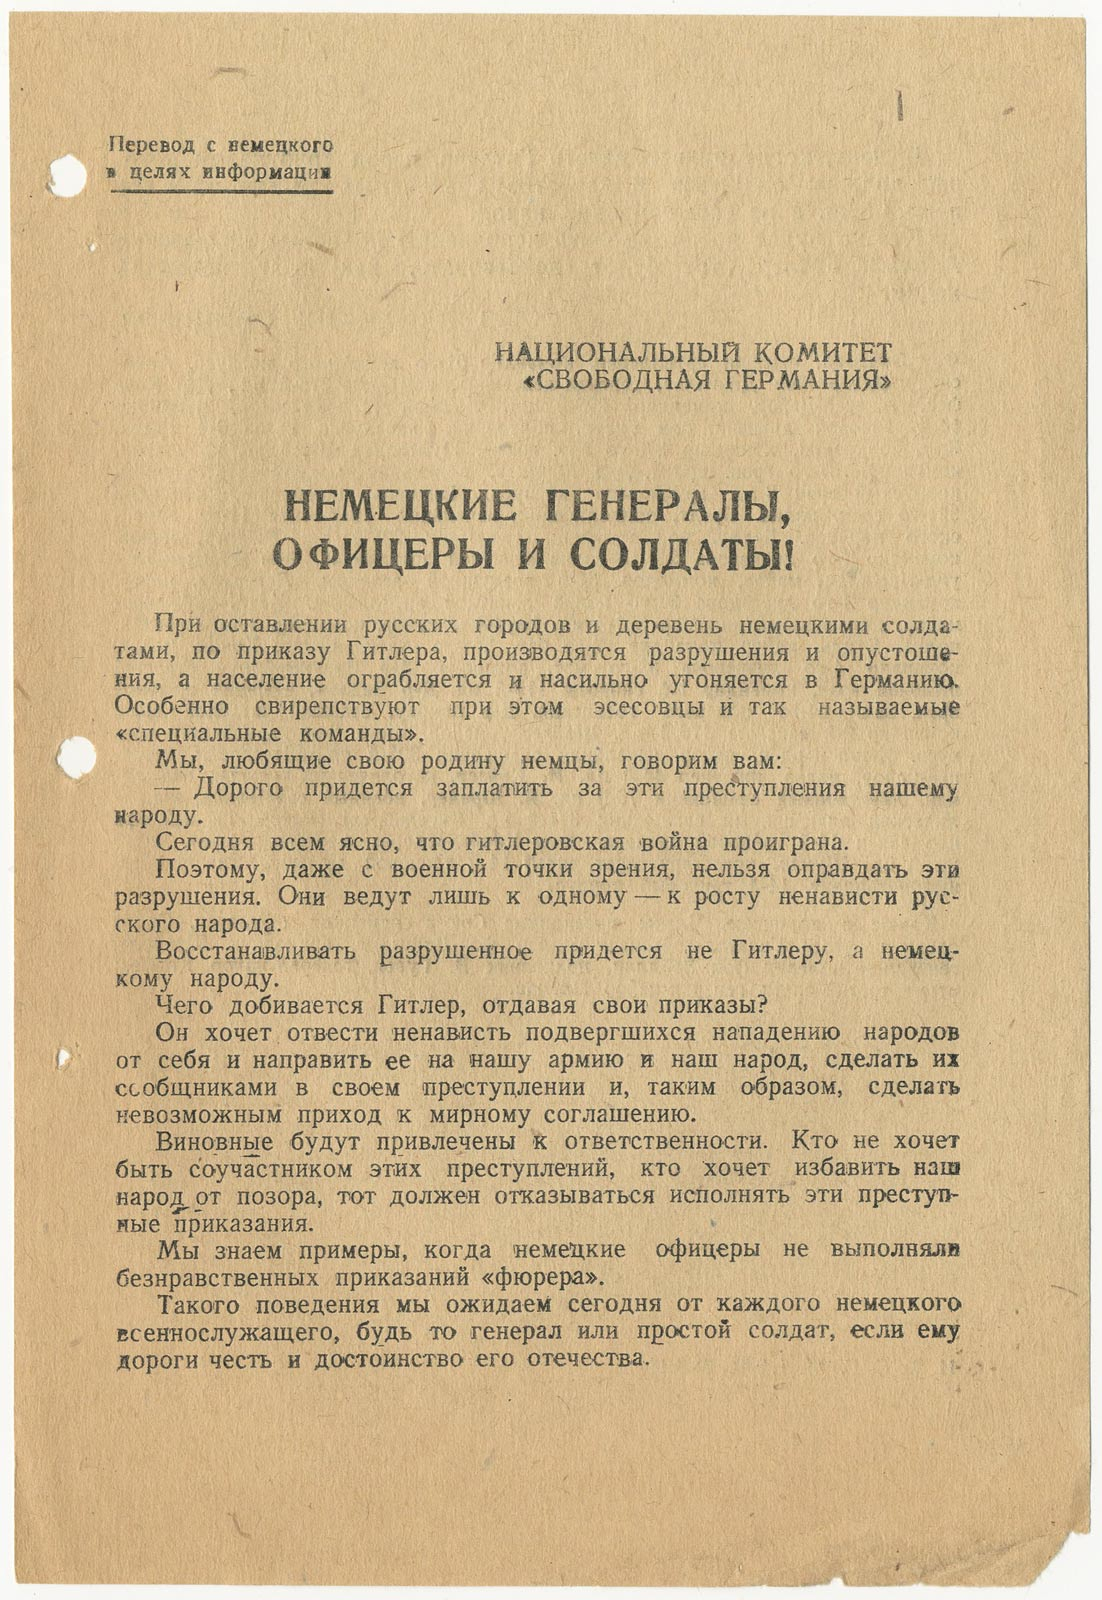 Перевод с немецкого
в целях информации
НАЦИОНАЛЬНЫЙ КОМИТЕТ
«СВОБОДНАЯ ГЕРМАНИЯ»
НЕМЕЦКИЕ ГЕНЕРАЛЫ,
ОФИЦЕРЫ И СОЛДАТЫ!
При оставлении русских городов и деревень немецкими солда-
тами, по приказу Гитлера, производятся разрушения и опустоше-
ния, а население ограбляется и насильно угоняется в Германию.
Особенно свирепствуют при этом эсесовцы и так называемые
«специальные команды».
Мы, любящие свою родину немцы, говорим вам:
— Дорого придется заплатить за эти преступления нашему
народу.
Сегодня всем ясно, что гитлеровская война проиграна.
Поэтому, даже с военной точки зрения, нельзя оправдать эти
разрушения. Они ведут лишь к одному — к росту ненависти рус-
ского народа.
Восстанавливать разрушенное придется не Гитлеру, а немец-
кому народу.
Чего добивается Гитлер, отдавая свои приказы?
Он хочет отвести ненависть подвергшихся нападению народов
от себя и направить ее на нашу армию и наш народ, сделать их
сообщниками в своем преступлении и, таким образом, сделать
невозможным приход к мирному соглашению.
Виновные будут привлечены к ответственности. Кто не хочет
быть соучастником этих преступлений, кто хочет избавить наш
народ от позора, тот должен отказываться исполнять эти преступ-
ные приказания.
Мы знаем примеры, когда немецкие офицеры не выполняли
безнравственных приказаний «фюрера».
Такого поведения мы ожидаем сегодня от каждого немецкого
всеннослужащего, будь то генерал или простой солдат, если ему
дороги честь и достоинство его отечества.